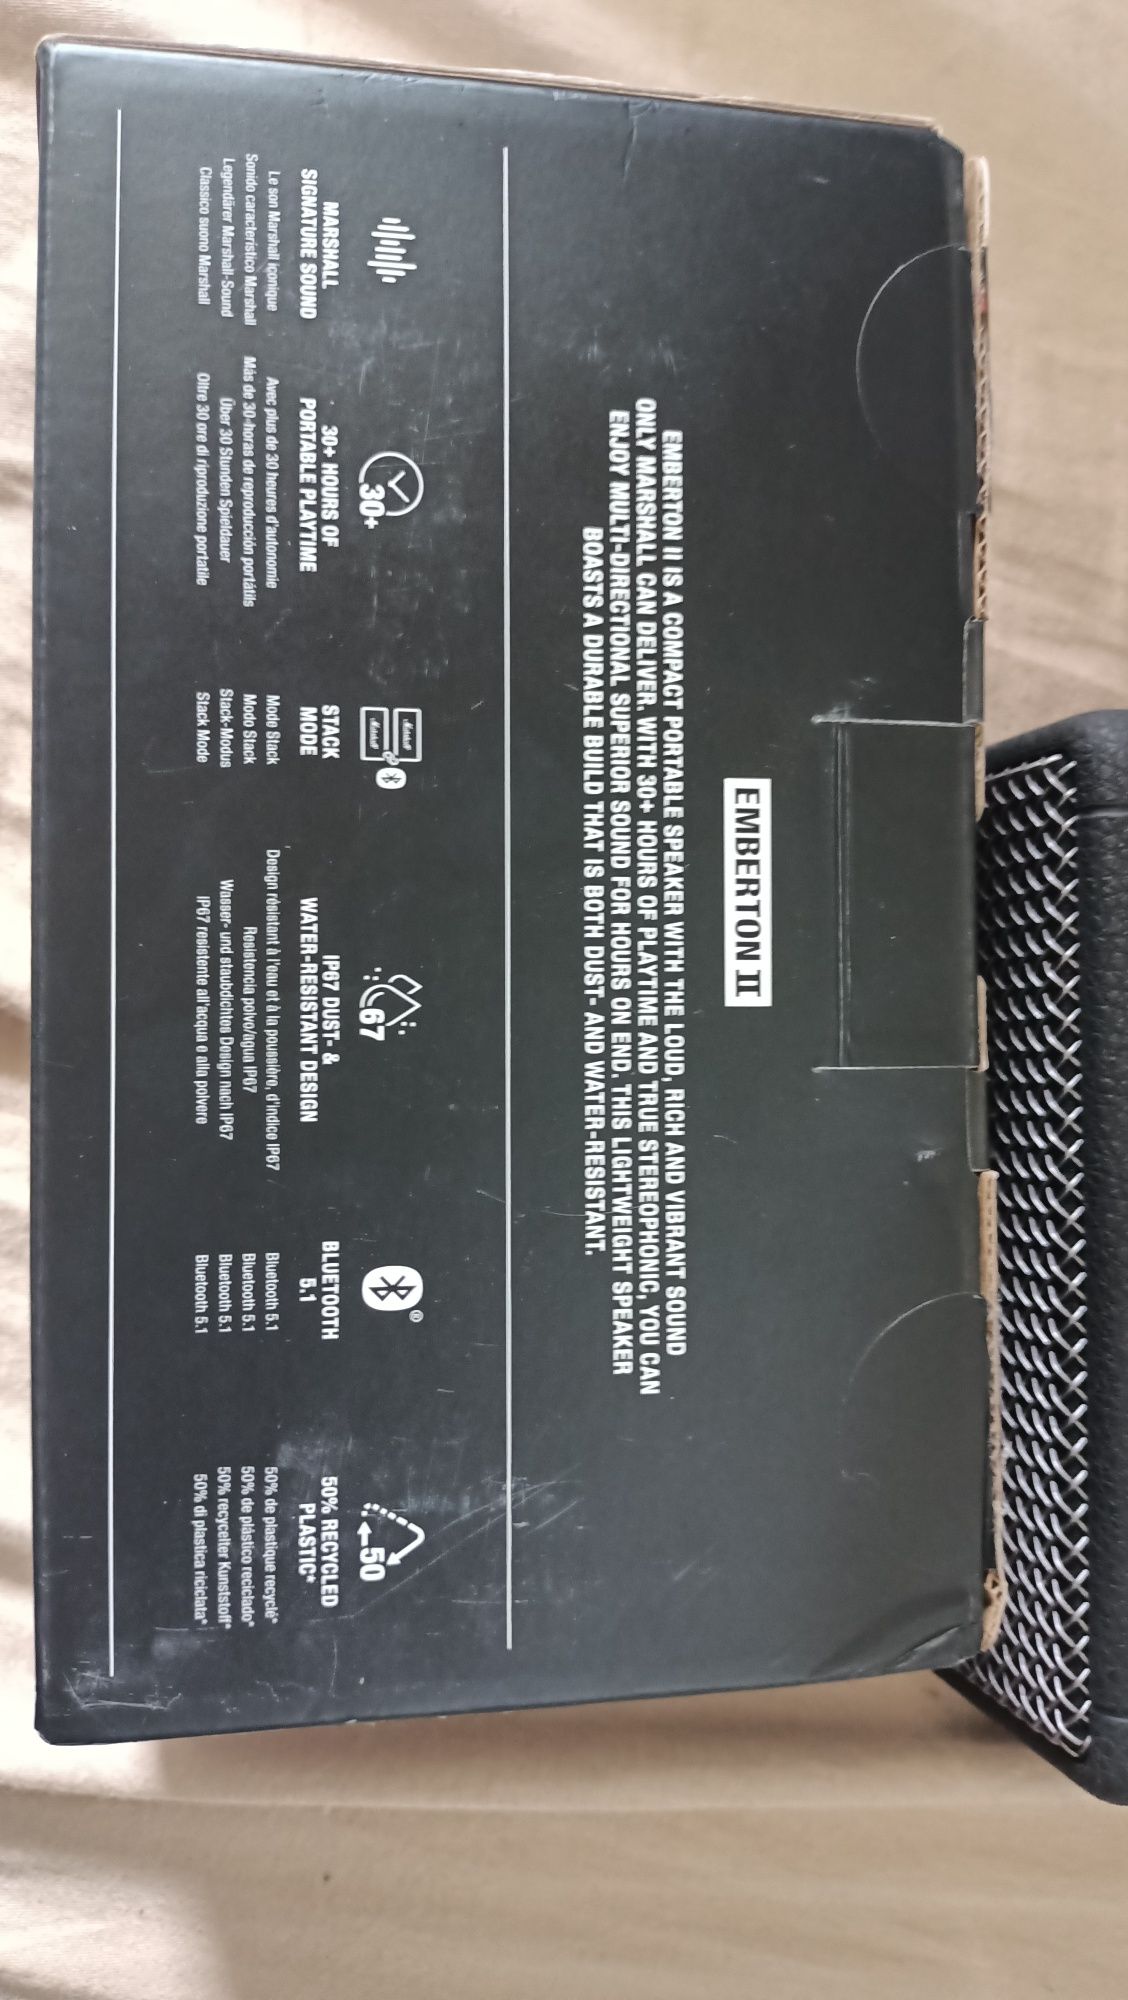 EMBERTON II
EMBERTON II IS A COMPACT PORTABLE SPEAKER WITH THE LOUD, RICH AND VIBRANT SOUND
ONLY MARSHALL CAN DELIVER. WITH 30+ HOURS OF PLAYTIME AND TRUE STEREOPHONIC, YOU CAN
ENJOY MULTI-DIRECTIONAL SUPERIOR SOUND FOR HOURS ON END. THIS LIGHTWEIGHT SPEAKER
BOASTS A DURABLE BUILD THAT IS BOTH DUST- AND WATER-RESISTANT.
MARSHALL
SIGNATURE SOUND
Le son Marshall iconique
Sonido característico Marshall
Legendärer Marshall-Sound
Classico suono Marshall
30+
30+ HOURS OF
PORTABLE PLAYTIME
Avec plus de 30 heures d'autonomie
Más de 30-horas de reproducción portátils
Über 30 Stunden Spieldauer
Oltre 30 ore di riproduzione portatile
Marshall
Marshall
STACK
MODE
Mode Stack
Modo Stack
Stack-Modus
Stack Mode
67
IP67 DUST- &
WATER-RESISTANT DESIGN
Design résistant à l'eau et à la poussière, d'indice IP67
Resistencia polvo/agua IP67
Wasser- und staubdichtes Design nach IP67
IP67 resistente all'acqua e alla polvere
®
BLUETOOTH
5.1
Bluetooth 5.1
Bluetooth 5.1
Bluetooth 5.1
Bluetooth 5.1
50
50% RECYCLED
PLASTIC*
50% de plastique recyclé*
50% de plástico reciclado*
50% recycelter Kunststoff*
50% di plastica riciclata*